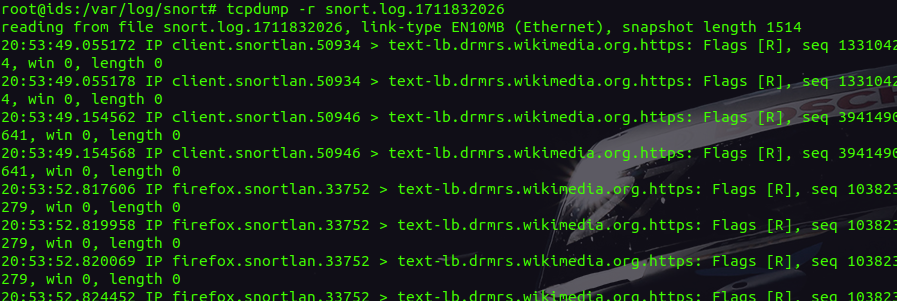 root@ids:/var/log/snort# tcpdump -r snort.log.1711832026
reading from file snort.log.1711832026, link-type EN10MB (Ethernet), snapshot length 1514
20:53:49.055172 IP client.snortlan.50934 > text-lb.drmrs.wikimedia.org.https: Flags [R], seq 1331042
4, win 0, length 0
20:53:49.055178 IP client.snortlan.50934 > text-lb.drmrs.wikimedia.org.https: Flags [R], seq 1331042
4, win 0, length 0
20:53:49.154562 IP client.snortlan.50946 > text-lb.drmrs.wikimedia.org.https: Flags [R], seq 3941490
641, win 0, length 0
20:53:49.154568 IP client.snortlan.50946 > text-lb.drmrs.wikimedia.org.https: Flags [R], seq 3941490
641, win 0, length 0
20:53:52.817606 IP firefox.snortlan.33752 > text-lb.drmrs.wikimedia.org.https: Flags [R], seq 103823
279, win 0, length 0
20:53:52.819958 IP firefox.snortlan.33752 > text-lb.drmrs.wikimedia.org.https: Flags [R], seq 103823
279, win 0, length 0
20:53:52.820069 IP firefox.snortlan.33752 > text-lb.drmrs.wikimedia.org.https: Flags [R], seq 103823
279, win 0, length 0
20:53:52.824452 IP firefox.snortlan.33752 > text-lb.drmrs.wikimedia.org.https: Flags [R], seq 103823